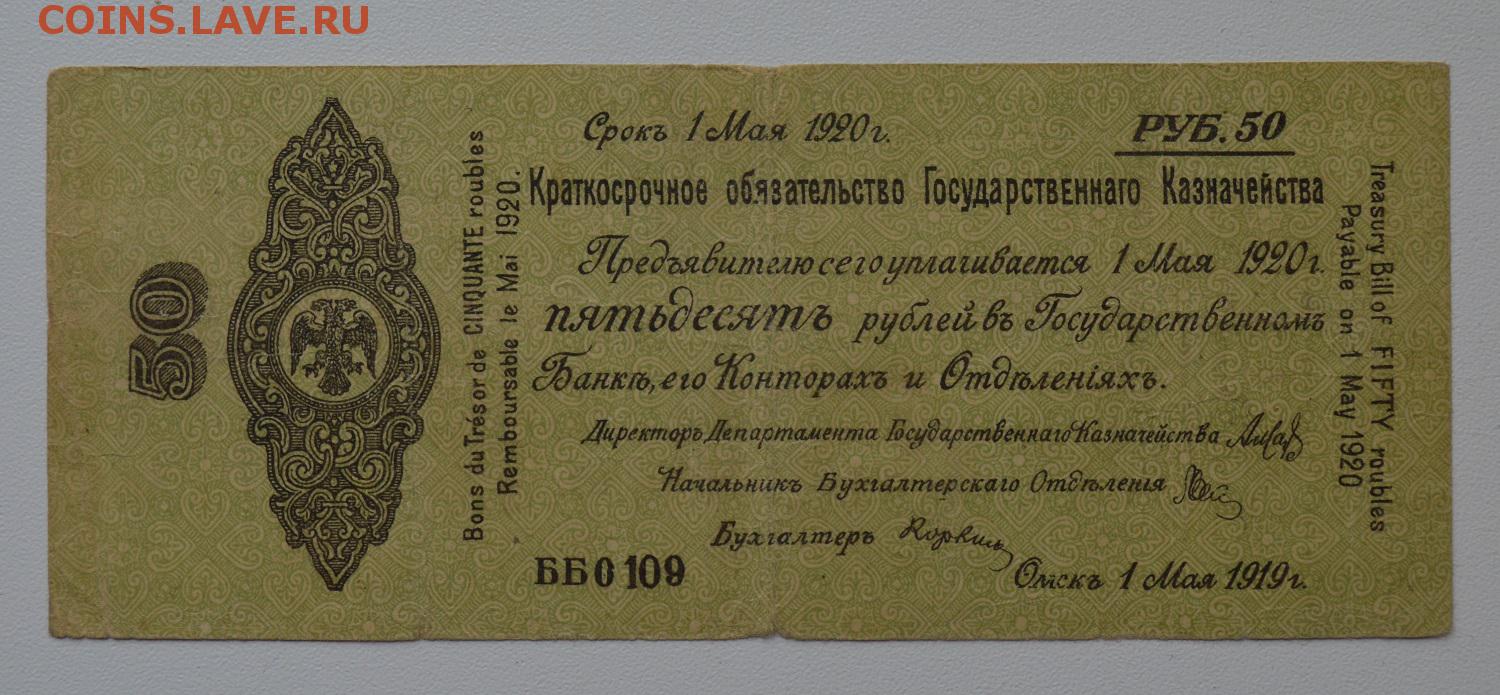 COINS.LAVE.RU
50
Bons du Trésor de CINQUANTE roubles
Remboursable le Mai 1920.
Срокъ 1 Мая 1920г.
РУБ. 50
Краткосрочное обязательство Государственнаго Казначейства
Предъявителю сего уплачивается 1 Мая 1920г.
пятьдесятъ рублей въ Государственномъ
Банкѣ, его Конторахъ и Отдѣленіяхъ.
Директоръ Департамента Государственнаго Казначейства
Начальникъ Бухгалтерскаго Отдѣленія
Бухгалтеръ
ББ0109
Омскъ 1 Мая 1919г.
Treasury Bill of FIFTY roubles
Payable on 1 May 1920